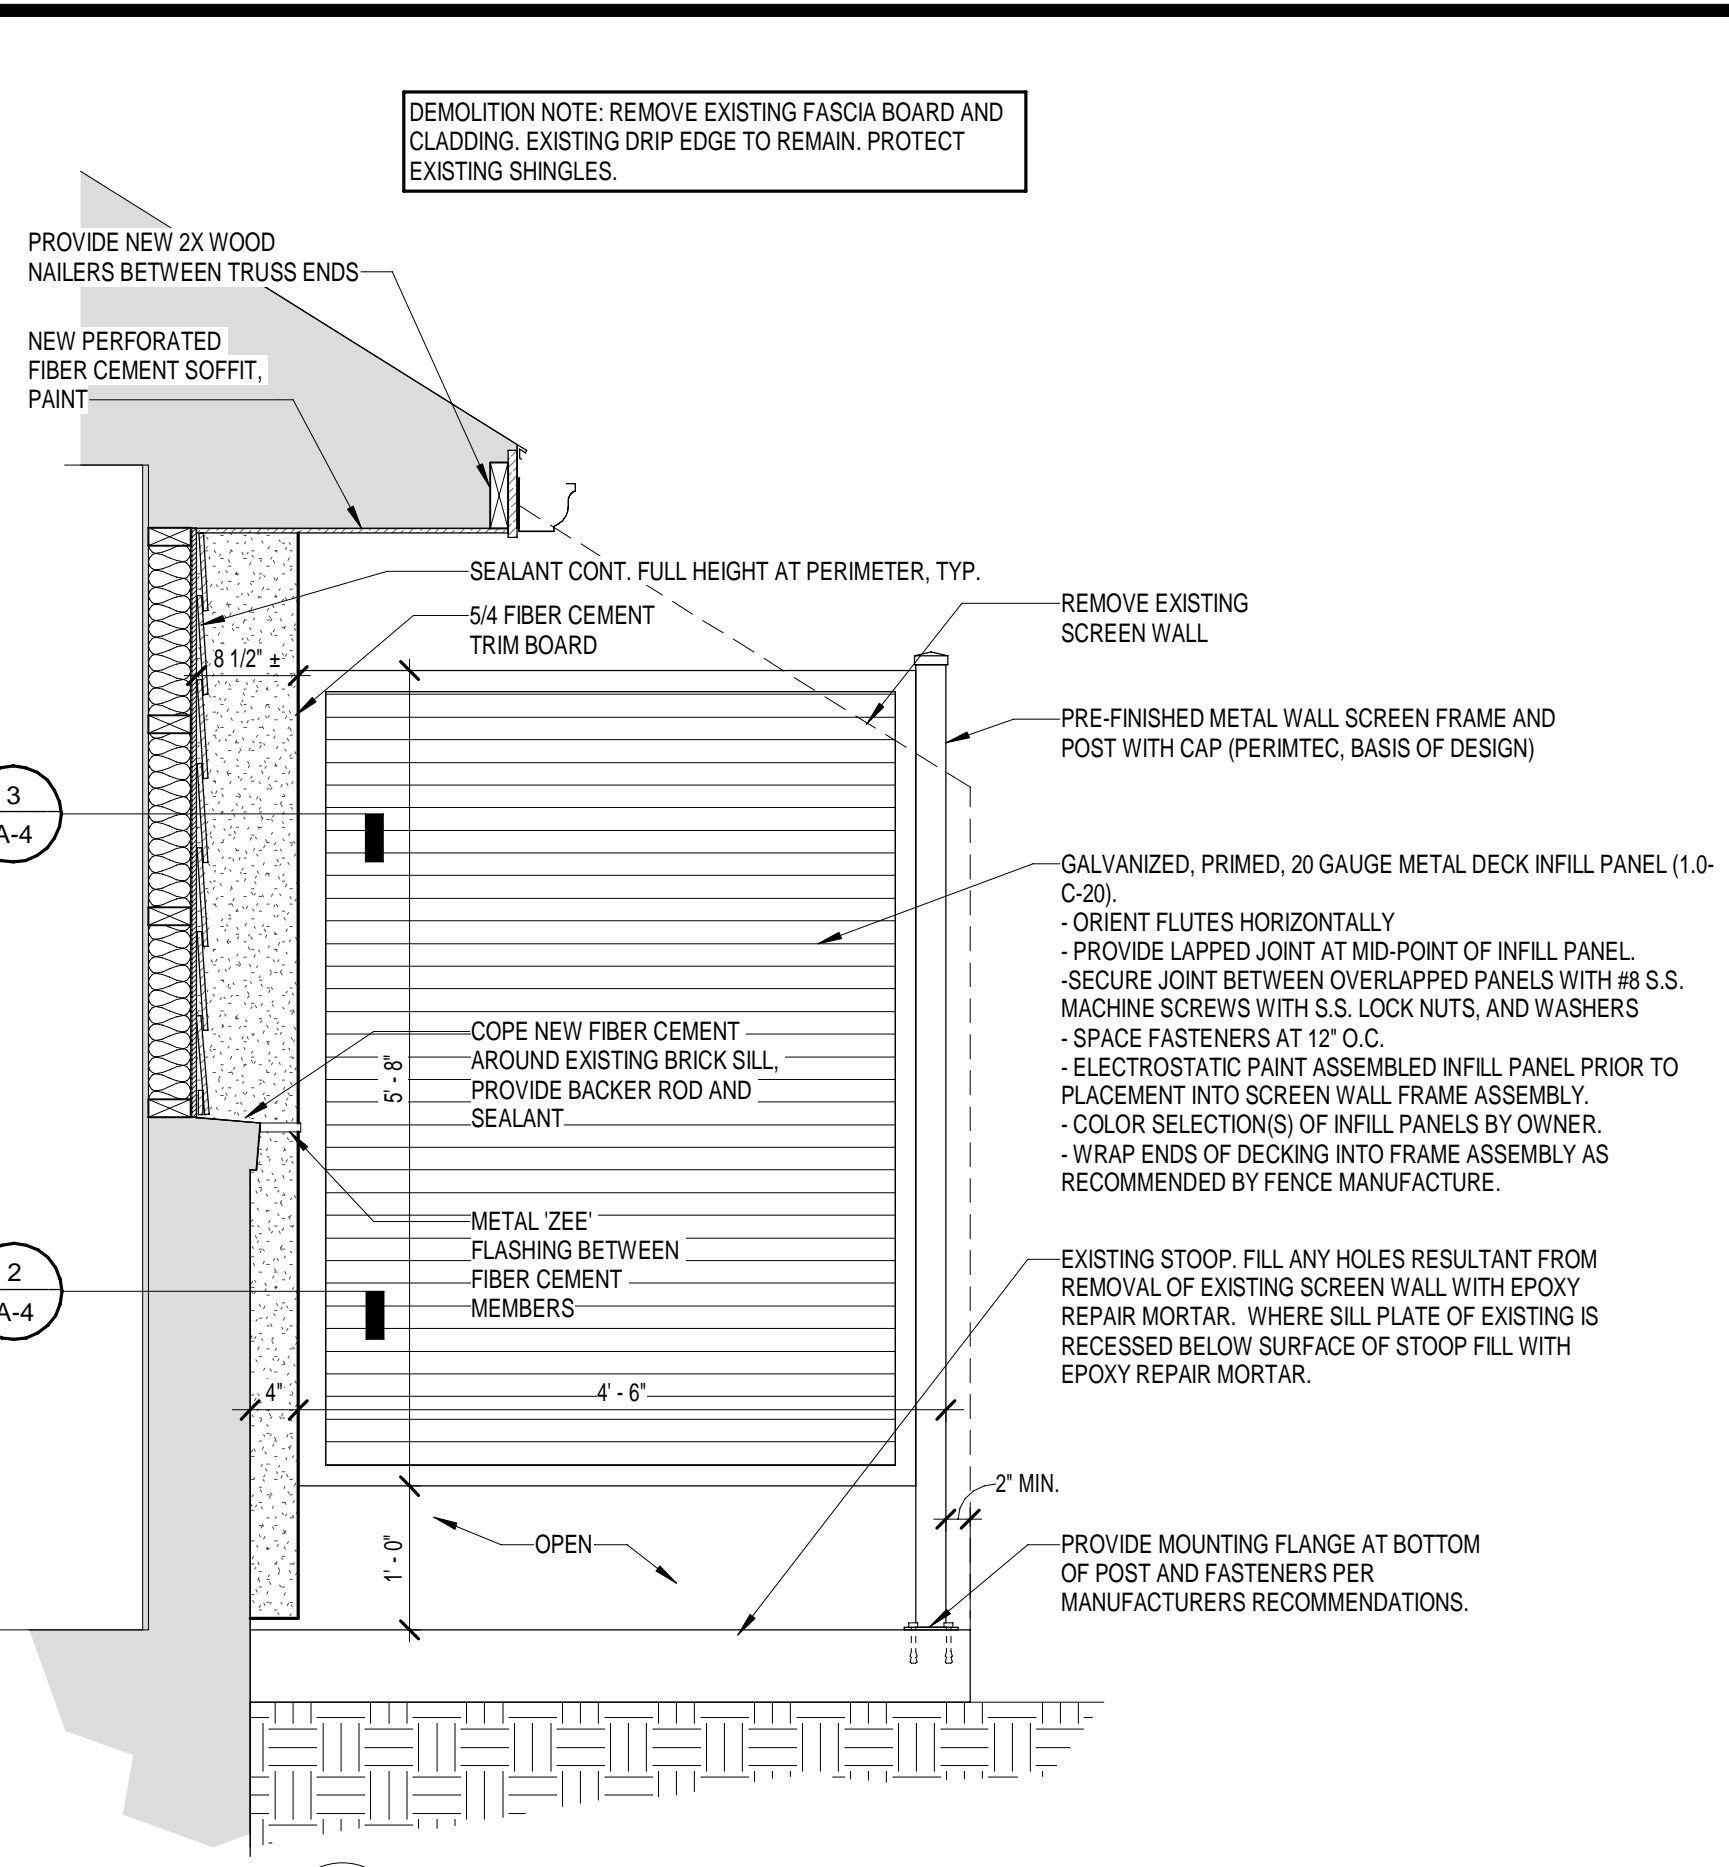 DEMOLITION NOTE: REMOVE EXISTING FASCIA BOARD AND
CLADDING. EXISTING DRIP EDGE TO REMAIN. PROTECT
EXISTING SHINGLES.
PROVIDE NEW 2X WOOD
NAILERS BETWEEN TRUSS ENDS
NEW PERFORATED
FIBER CEMENT SOFFIT,
PAINT
SEALANT CONT. FULL HEIGHT AT PERIMETER, TYP.
5/4 FIBER CEMENT
TRIM BOARD
8 1/2" ±
REMOVE EXISTING
SCREEN WALL
PRE-FINISHED METAL WALL SCREEN FRAME AND
POST WITH CAP (PERIMTEC, BASIS OF DESIGN)
3
A-4
GALVANIZED, PRIMED, 20 GAUGE METAL DECK INFILL PANEL (1.0-
C-20).
- ORIENT FLUTES HORIZONTALLY
- PROVIDE LAPPED JOINT AT MID-POINT OF INFILL PANEL.
-SECURE JOINT BETWEEN OVERLAPPED PANELS WITH #8 S.S.
MACHINE SCREWS WITH S.S. LOCK NUTS, AND WASHERS
- SPACE FASTENERS AT 12" O.C.
- ELECTROSTATIC PAINT ASSEMBLED INFILL PANEL PRIOR TO
PLACEMENT INTO SCREEN WALL FRAME ASSEMBLY.
- COLOR SELECTION(S) OF INFILL PANELS BY OWNER.
- WRAP ENDS OF DECKING INTO FRAME ASSEMBLY AS
RECOMMENDED BY FENCE MANUFACTURE.
COPE NEW FIBER CEMENT
AROUND EXISTING BRICK SILL,
PROVIDE BACKER ROD AND
SEALANT
5' - 8"
METAL 'ZEE'
FLASHING BETWEEN
FIBER CEMENT
MEMBERS
2
A-4
EXISTING STOOP. FILL ANY HOLES RESULTANT FROM
REMOVAL OF EXISTING SCREEN WALL WITH EPOXY
REPAIR MORTAR. WHERE SILL PLATE OF EXISTING IS
RECESSED BELOW SURFACE OF STOOP FILL WITH
EPOXY REPAIR MORTAR.
4"
4' - 6"
2" MIN.
1' - 0"
OPEN
PROVIDE MOUNTING FLANGE AT BOTTOM
OF POST AND FASTENERS PER
MANUFACTURERS RECOMMENDATIONS.